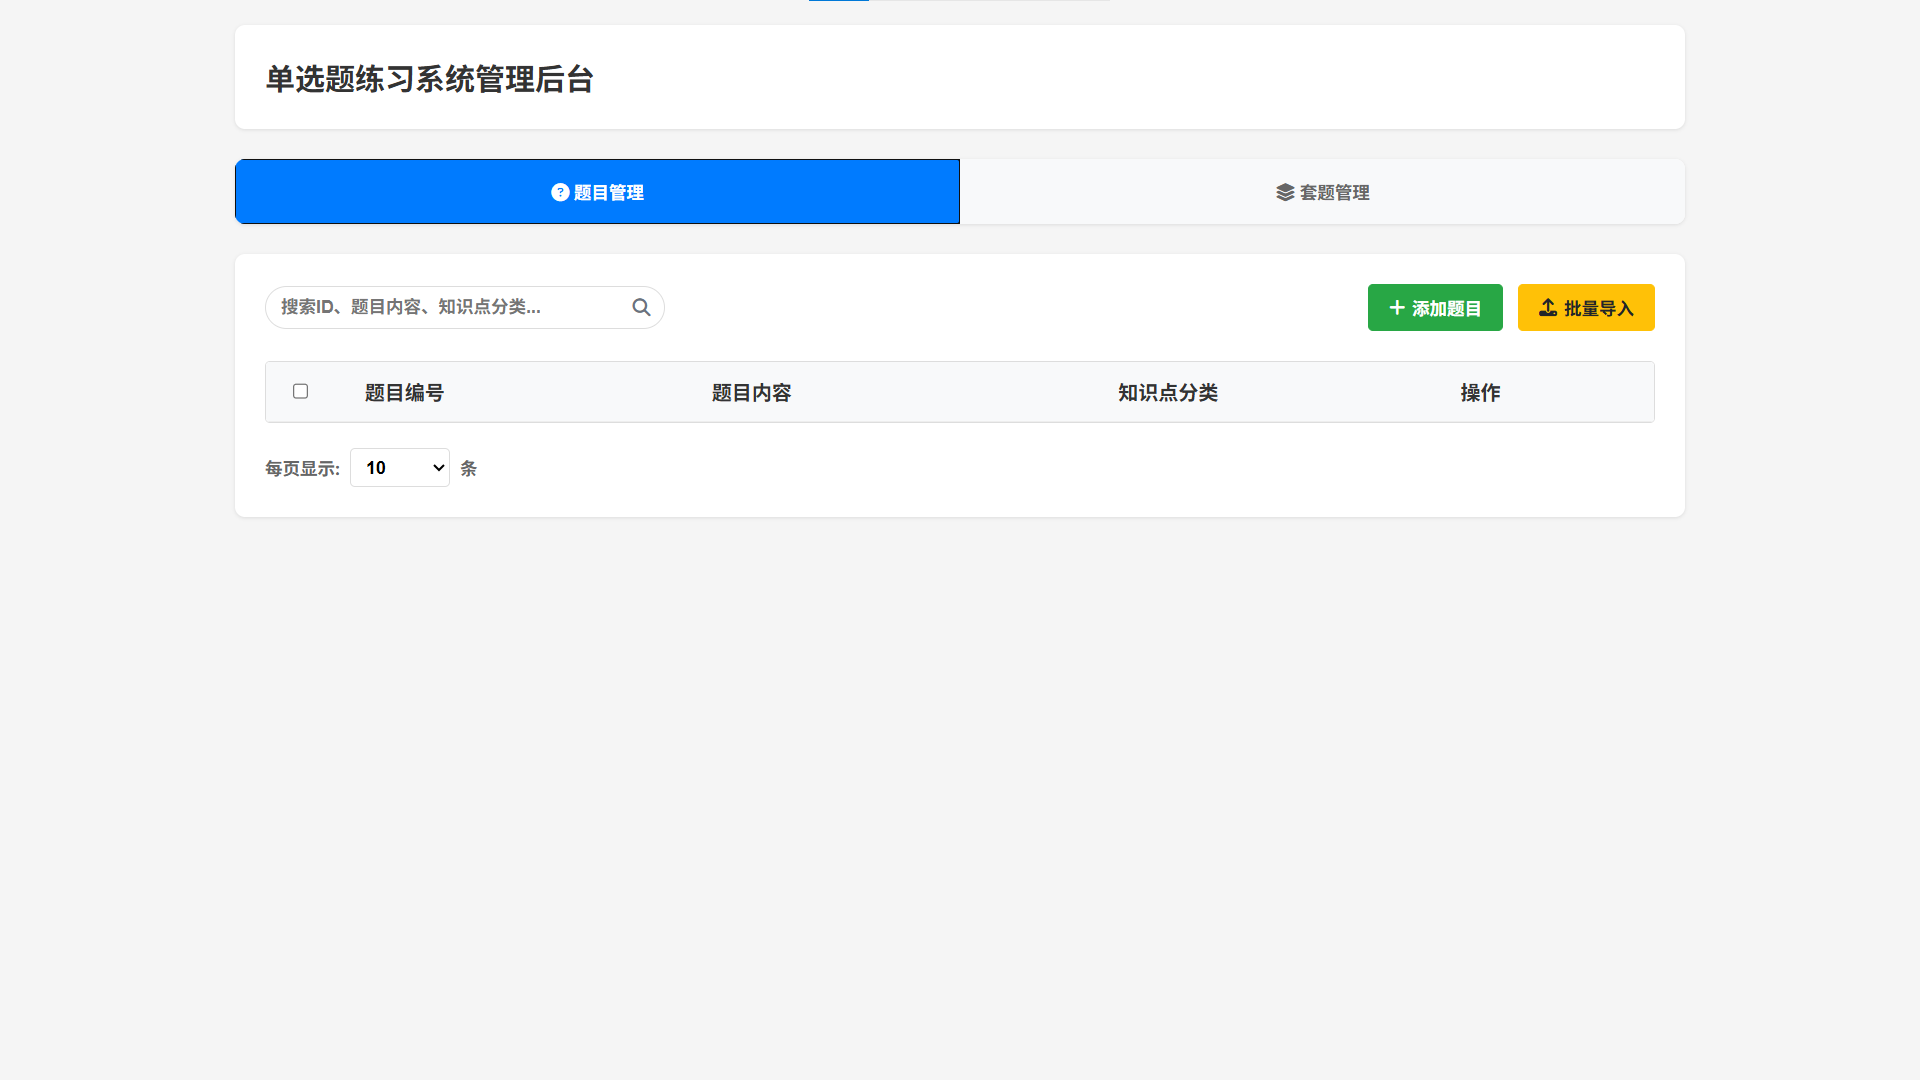 单选题练习系统管理后台
题目管理
套题管理
搜索ID、题目内容、知识点分类...
添加题目
批量导入
题目编号 题目内容 知识点分类 操作
每页显示: 10 条